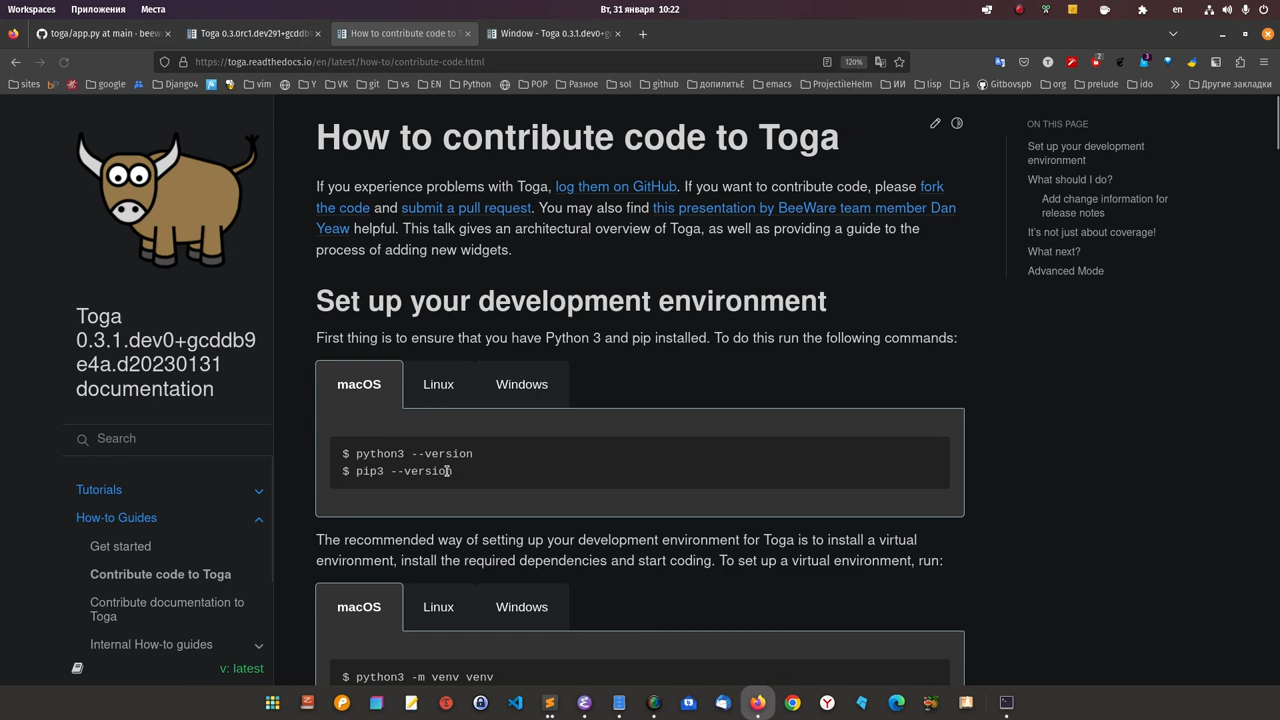 Workspaces Приложения Места Вт, 31 января 10:22 en
toga/app.py at main · beew
Toga 0.3.0rc1.dev291+gcddb
How to contribute code to T
Window - Toga 0.3.1.dev0+g
https://toga.readthedocs.io/en/latest/how-to/contribute-code.html 120%
sites google Django4 vim Y VK git vs EN Python POP Разное sol github допилитьЕ emacs ProjectileHelm ИИ lisp js Gitbovspb org prelude ido Другие закладки
How to contribute code to Toga
If you experience problems with Toga, log them on GitHub. If you want to contribute code, please fork
the code and submit a pull request. You may also find this presentation by BeeWare team member Dan
Yeaw helpful. This talk gives an architectural overview of Toga, as well as providing a guide to the
process of adding new widgets.
Set up your development environment
First thing is to ensure that you have Python 3 and pip installed. To do this run the following commands:
macOS Linux Windows
$ python3 --version
$ pip3 --version
The recommended way of setting up your development environment for Toga is to install a virtual
environment, install the required dependencies and start coding. To set up a virtual environment, run:
macOS Linux Windows
$ python3 -m venv venv
Toga
0.3.1.dev0+gcddb9
e4a.d20230131
documentation
Search
Tutorials
How-to Guides
Get started
Contribute code to Toga
Contribute documentation to
Toga
Internal How-to guides
v: latest
ON THIS PAGE
Set up your development
environment
What should I do?
Add change information for
release notes
It's not just about coverage!
What next?
Advanced Mode